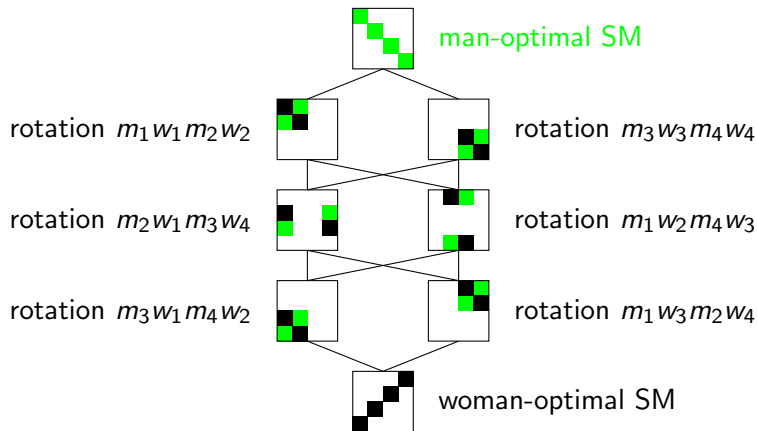 man-optimal SM
rotation m₁w₁m₂w₂
rotation m₃w₃m₄w₄
rotation m₂w₁m₃w₄
rotation m₁w₂m₄w₃
rotation m₃w₁m₄w₂
rotation m₁w₃m₂w₄
woman-optimal SM